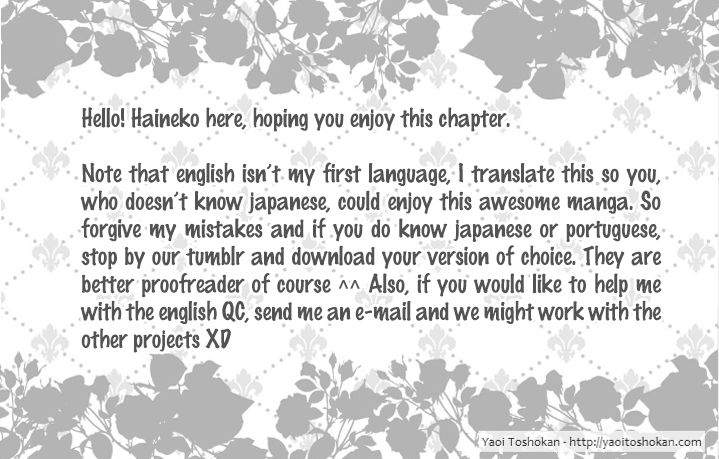 Hello! Haineko here, hoping you enjoy this chapter.
Note that english isn't my first language, I translate this so you,
who doesn't know japanese, could enjoy this awesome manga. So
forgive my mistakes and if you do know japanese or portuguese,
stop by our tumblr and download your version of choice. They are
better proofreader of course ^^ Also, if you would like to help me
with the english QC, send me an e-mail and we might work with the
other projects XD
Yaoi Toshokan - http://yaoitoshokan.com